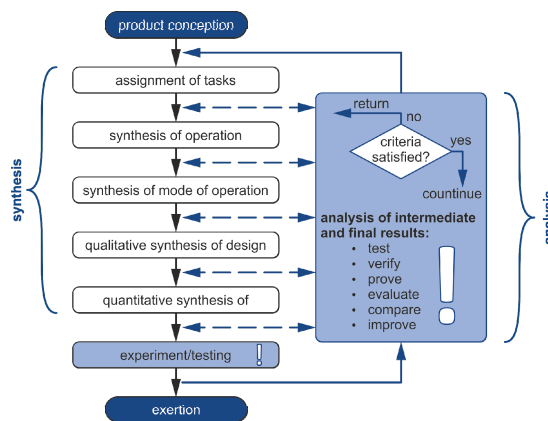 product conception
assignment of tasks
synthesis of operation
synthesis of mode of operation
qualitative synthesis of design
quantitative synthesis of
experiment/testing !
exertion
synthesis
return
no
criteria
satisfied?
yes
countinue
analysis of intermediate
and final results:
• test
• verify
• prove
• evaluate
• compare
• improve
!
analysis